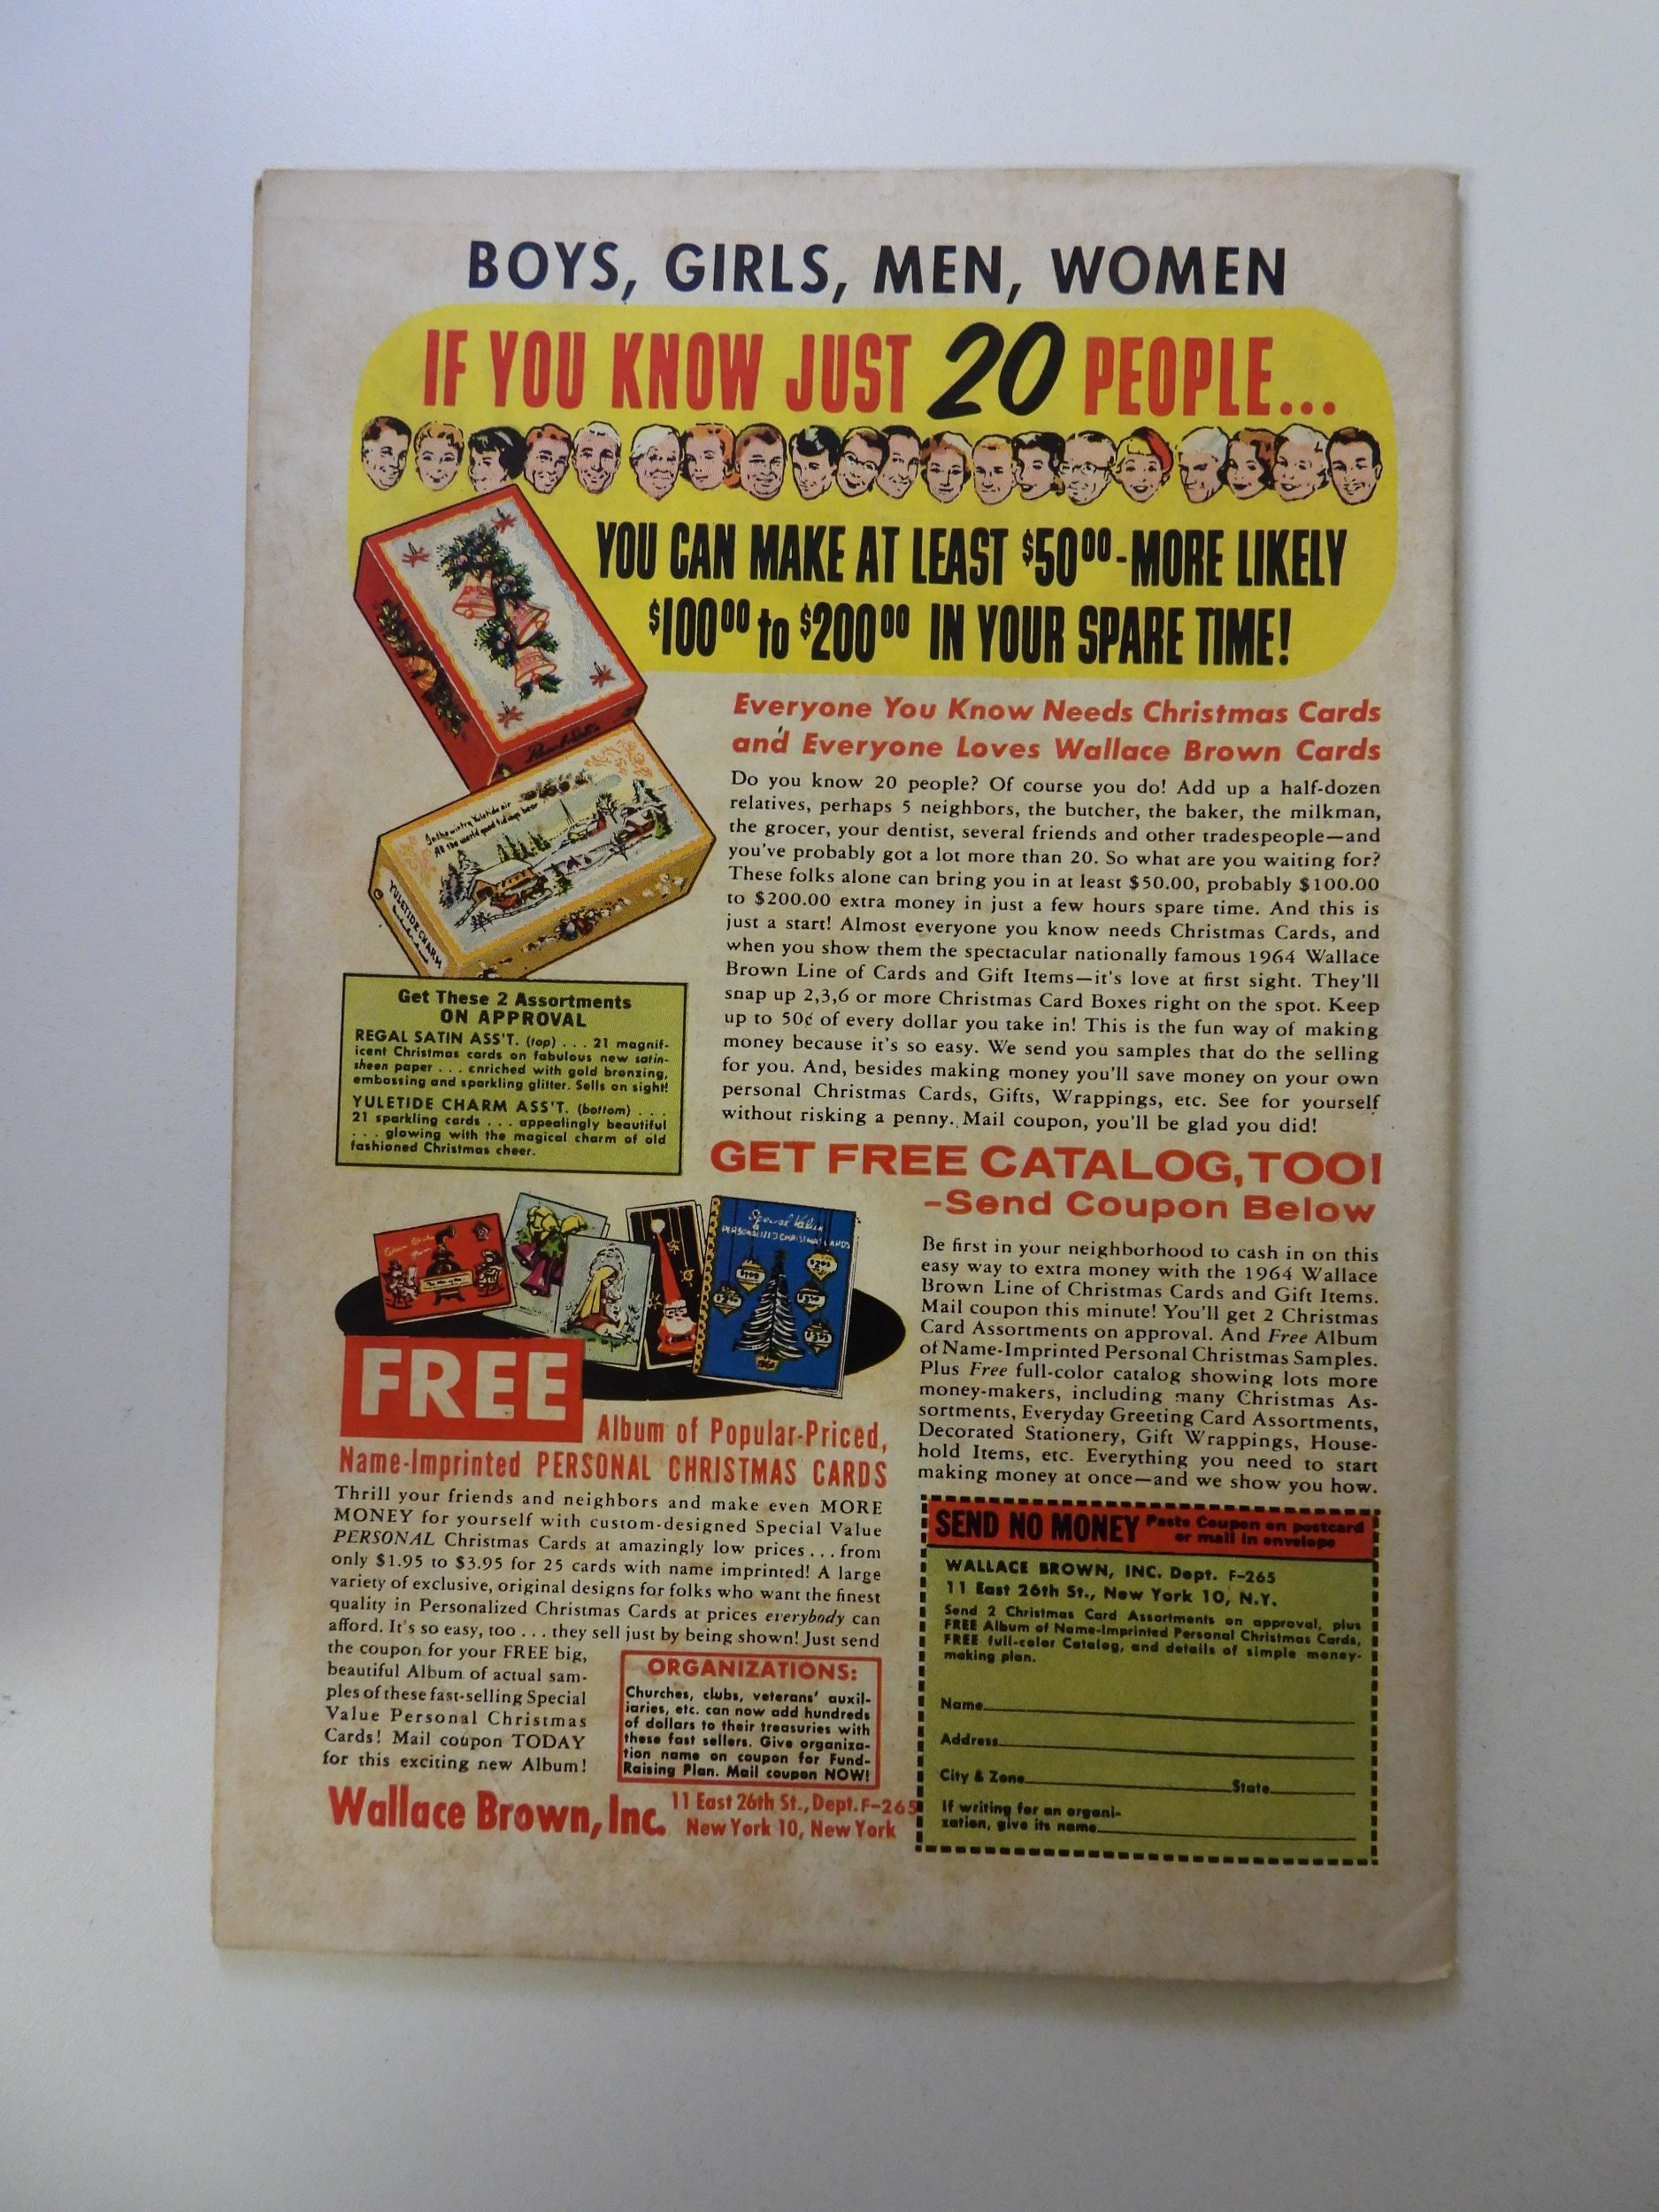 BOYS, GIRLS, MEN, WOMEN
IF YOU KNOW JUST 20 PEOPLE...
YOU CAN MAKE AT LEAST $50.00-MORE LIKELY
$100.00 to $200.00 IN YOUR SPARE TIME!
Everyone You Know Needs Christmas Cards
and Everyone Loves Wallace Brown Cards
Do you know 20 people? Of course you do! Add up a half-dozen
relatives, perhaps 5 neighbors, the butcher, the baker, the milkman,
the grocer, your dentist, several friends and other tradespeople—and
you've probably got a lot more than 20. So what are you waiting for?
These folks alone can bring you in at least $50.00, probably $100.00
to $200.00 extra money in just a few hours spare time. And this is
just a start! Almost everyone you know needs Christmas Cards, and
when you show them the spectacular nationally famous 1964 Wallace
Brown Line of Cards and Gift Items—it's love at first sight. They'll
snap up 2,3,6 or more Christmas Card Boxes right on the spot. Keep
up to 50¢ of every dollar you take in! This is the fun way of making
money because it's so easy. We send you samples that do the selling
for you. And, besides making money you'll save money on your own
personal Christmas Cards, Gifts, Wrappings, etc. See for yourself
without risking a penny. Mail coupon, you'll be glad you did!
In the wintry Yuletide air
All the world good tidings bear
YULETIDE CHARM
Get These 2 Assortments
ON APPROVAL
REGAL SATIN ASS'T. (top) . . . 21 magnif-
icent Christmas cards on fabulous new satin-
sheen paper . . . enriched with gold bronzing,
embossing and sparkling glitter. Sells on sight!
YULETIDE CHARM ASS'T. (bottom) . . .
21 sparkling cards . . . appealingly beautiful
. . . glowing with the magical charm of old
fashioned Christmas cheer.
GET FREE CATALOG, TOO!
-Send Coupon Below
Special Value
PERSONALIZED CHRISTMAS CARDS
FREE
Album of Popular-Priced,
Name-Imprinted PERSONAL CHRISTMAS CARDS
Thrill your friends and neighbors and make even MORE
MONEY for yourself with custom-designed Special Value
PERSONAL Christmas Cards at amazingly low prices . . . from
only $1.95 to $3.95 for 25 cards with name imprinted! A large
variety of exclusive, original designs for folks who want the finest
quality in Personalized Christmas Cards at prices everybody can
afford. It's so easy, too . . . they sell just by being shown! Just send
the coupon for your FREE big,
beautiful Album of actual sam-
ples of these fast-selling Special
Value Personal Christmas
Cards! Mail coupon TODAY
for this exciting new Album!
ORGANIZATIONS:
Churches, clubs, veterans' auxil-
iaries, etc. can now add hundreds
of dollars to their treasuries with
these fast sellers. Give organiza-
tion name on coupon for Fund-
Raising Plan. Mail coupon NOW!
Wallace Brown, Inc. 11 East 26th St., Dept. F-265
New York 10, New York
Be first in your neighborhood to cash in on this
easy way to extra money with the 1964 Wallace
Brown Line of Christmas Cards and Gift Items.
Mail coupon this minute! You'll get 2 Christmas
Card Assortments on approval. And Free Album
of Name-Imprinted Personal Christmas Samples.
Plus Free full-color catalog showing lots more
money-makers, including many Christmas As-
sortments, Everyday Greeting Card Assortments,
Decorated Stationery, Gift Wrappings, House-
hold Items, etc. Everything you need to start
making money at once—and we show you how.
SEND NO MONEY Paste Coupon on postcard
or mail in envelope
WALLACE BROWN, INC. Dept. F-265
11 East 26th St., New York 10, N.Y.
Send 2 Christmas Card Assortments on approval, plus
FREE Album of Name-Imprinted Personal Christmas Cards,
FREE full-color Catalog, and details of simple money-
making plan.
Name
Address
City & Zone State
If writing for an organi-
zation, give its name